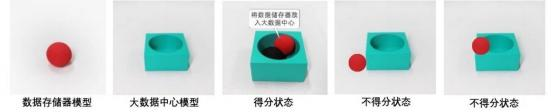 将数据储存器放
入大数据中心
数据存储器模型
大数据中心模型
得分状态
不得分状态
不得分状态